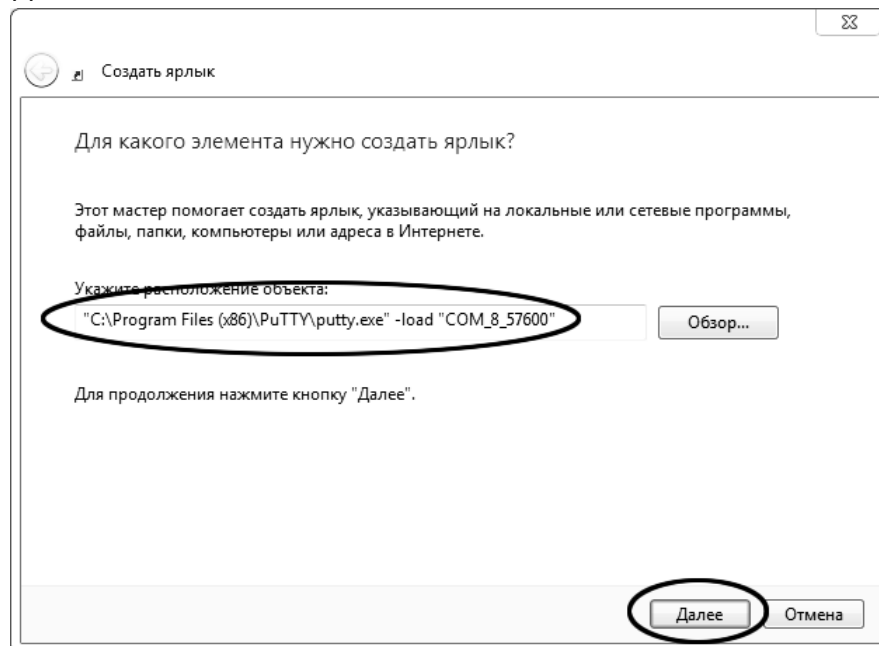 Создать ярлык
Для какого элемента нужно создать ярлык?
Этот мастер помогает создать ярлык, указывающий на локальные или сетевые программы,
файлы, папки, компьютеры или адреса в Интернете.
Укажите расположение объекта:
"C:\Program Files (x86)\PuTTY\putty.exe" -load "COM_8_57600"
Обзор...
Для продолжения нажмите кнопку "Далее".
Далее
Отмена